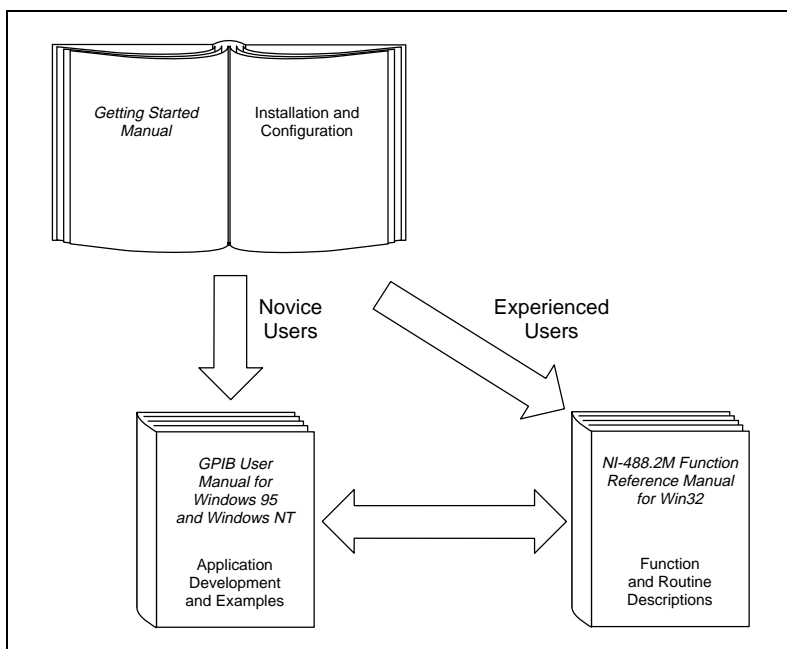 Getting Started
Manual
Installation and
Configuration
Novice
Users
Experienced
Users
GPIB User
Manual for
Windows 95
and Windows NT
Application
Development
and Examples
NI-488.2M Function
Reference Manual
for Win32
Function
and Routine
Descriptions